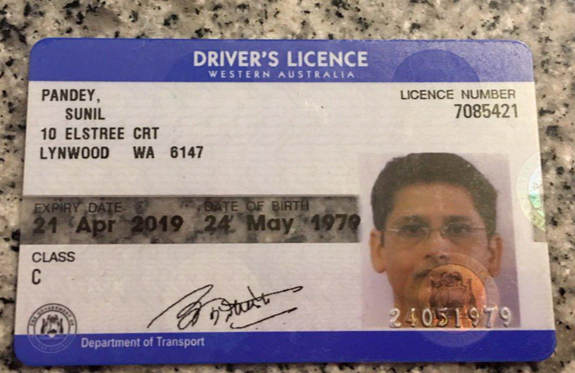 DRIVER'S LICENCE
WESTERN AUSTRALIA
PANDEY,
SUNIL
10 ELSTREE CRT
LYNWOOD WA 6147
LICENCE NUMBER
7085421
EXPIRY DATE DATE OF BIRTH
21 Apr 2019 24 May 1979
CLASS
C
24051979
Department of Transport